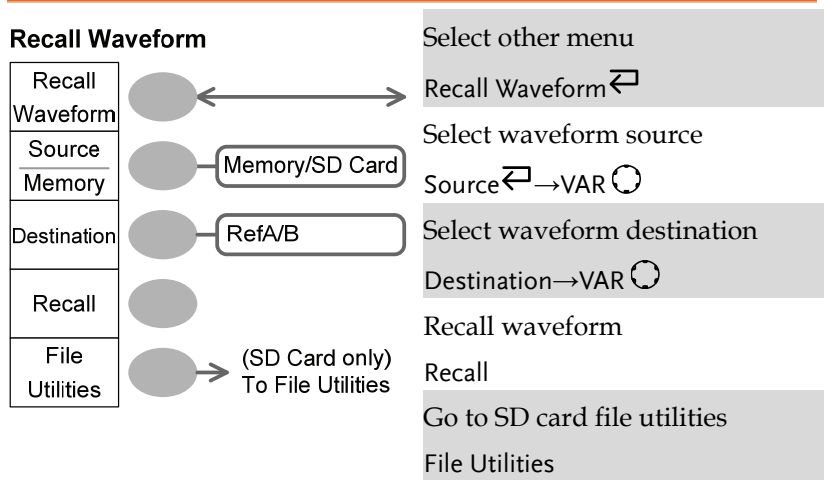 Recall Waveform
Recall
Waveform
Source
Memory
Memory/SD Card
Destination
RefA/B
Recall
File
Utilities
(SD Card only)
To File Utilities
Select other menu
Recall Waveform
Select waveform source
Source →VAR
Select waveform destination
Destination→VAR
Recall waveform
Recall
Go to SD card file utilities
File Utilities